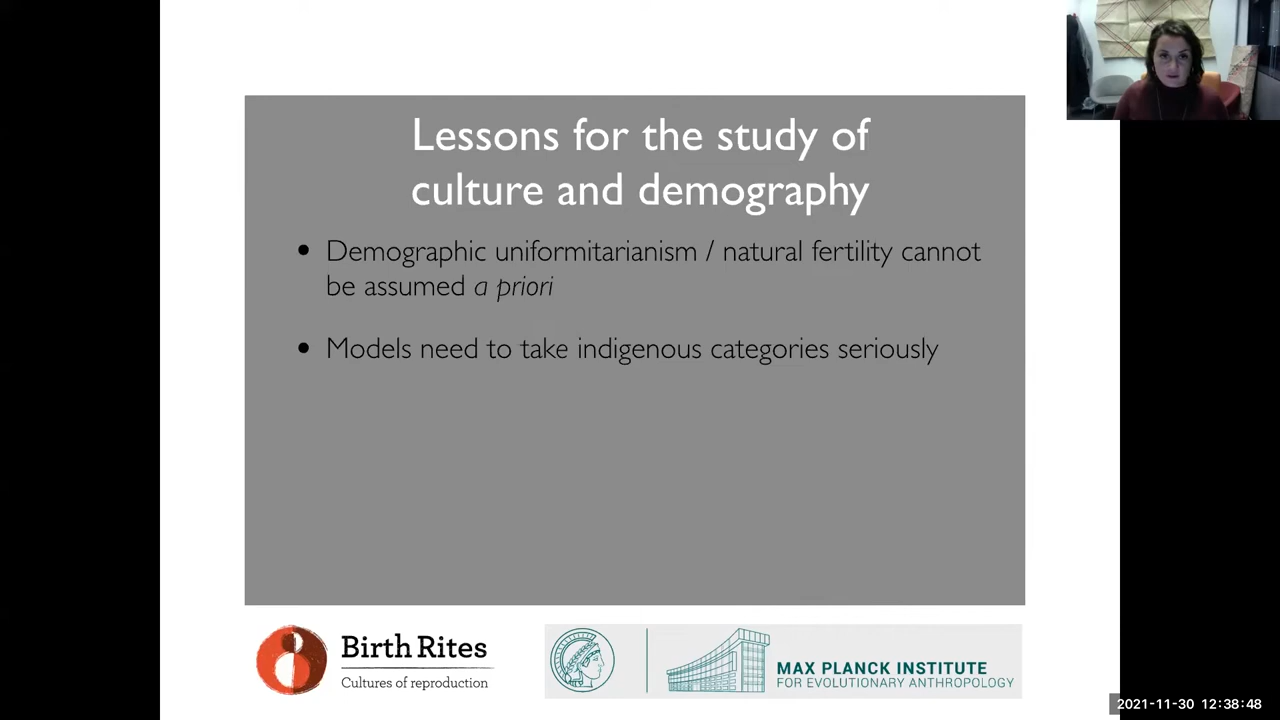 Lessons for the study of
culture and demography
• Demographic uniformitarianism / natural fertility cannot
be assumed a priori
• Models need to take indigenous categories seriously
Birth Rites
Cultures of reproduction
MAX PLANCK INSTITUTE
FOR EVOLUTIONARY ANTHROPOLOGY
2021-11-30 12:38:48